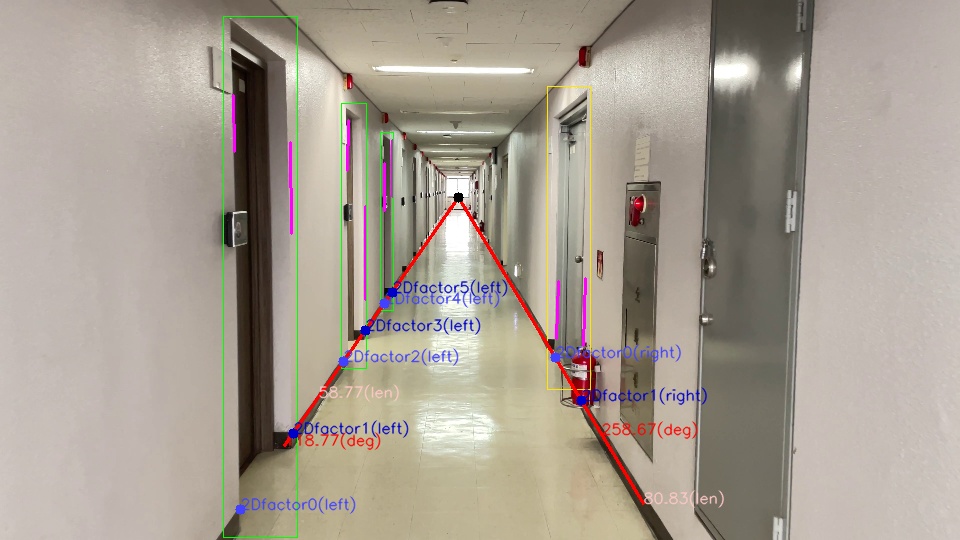 2Dfactor5(left)
2Dfactor4(left)
2Dfactor3(left)
2Dfactor2(left)
2Dfactor0(right)
58.77(len)
2Dfactor1(right)
2Dfactor1(left)
18.77(deg)
258.67(deg)
80.83(len)
2Dfactor0(left)